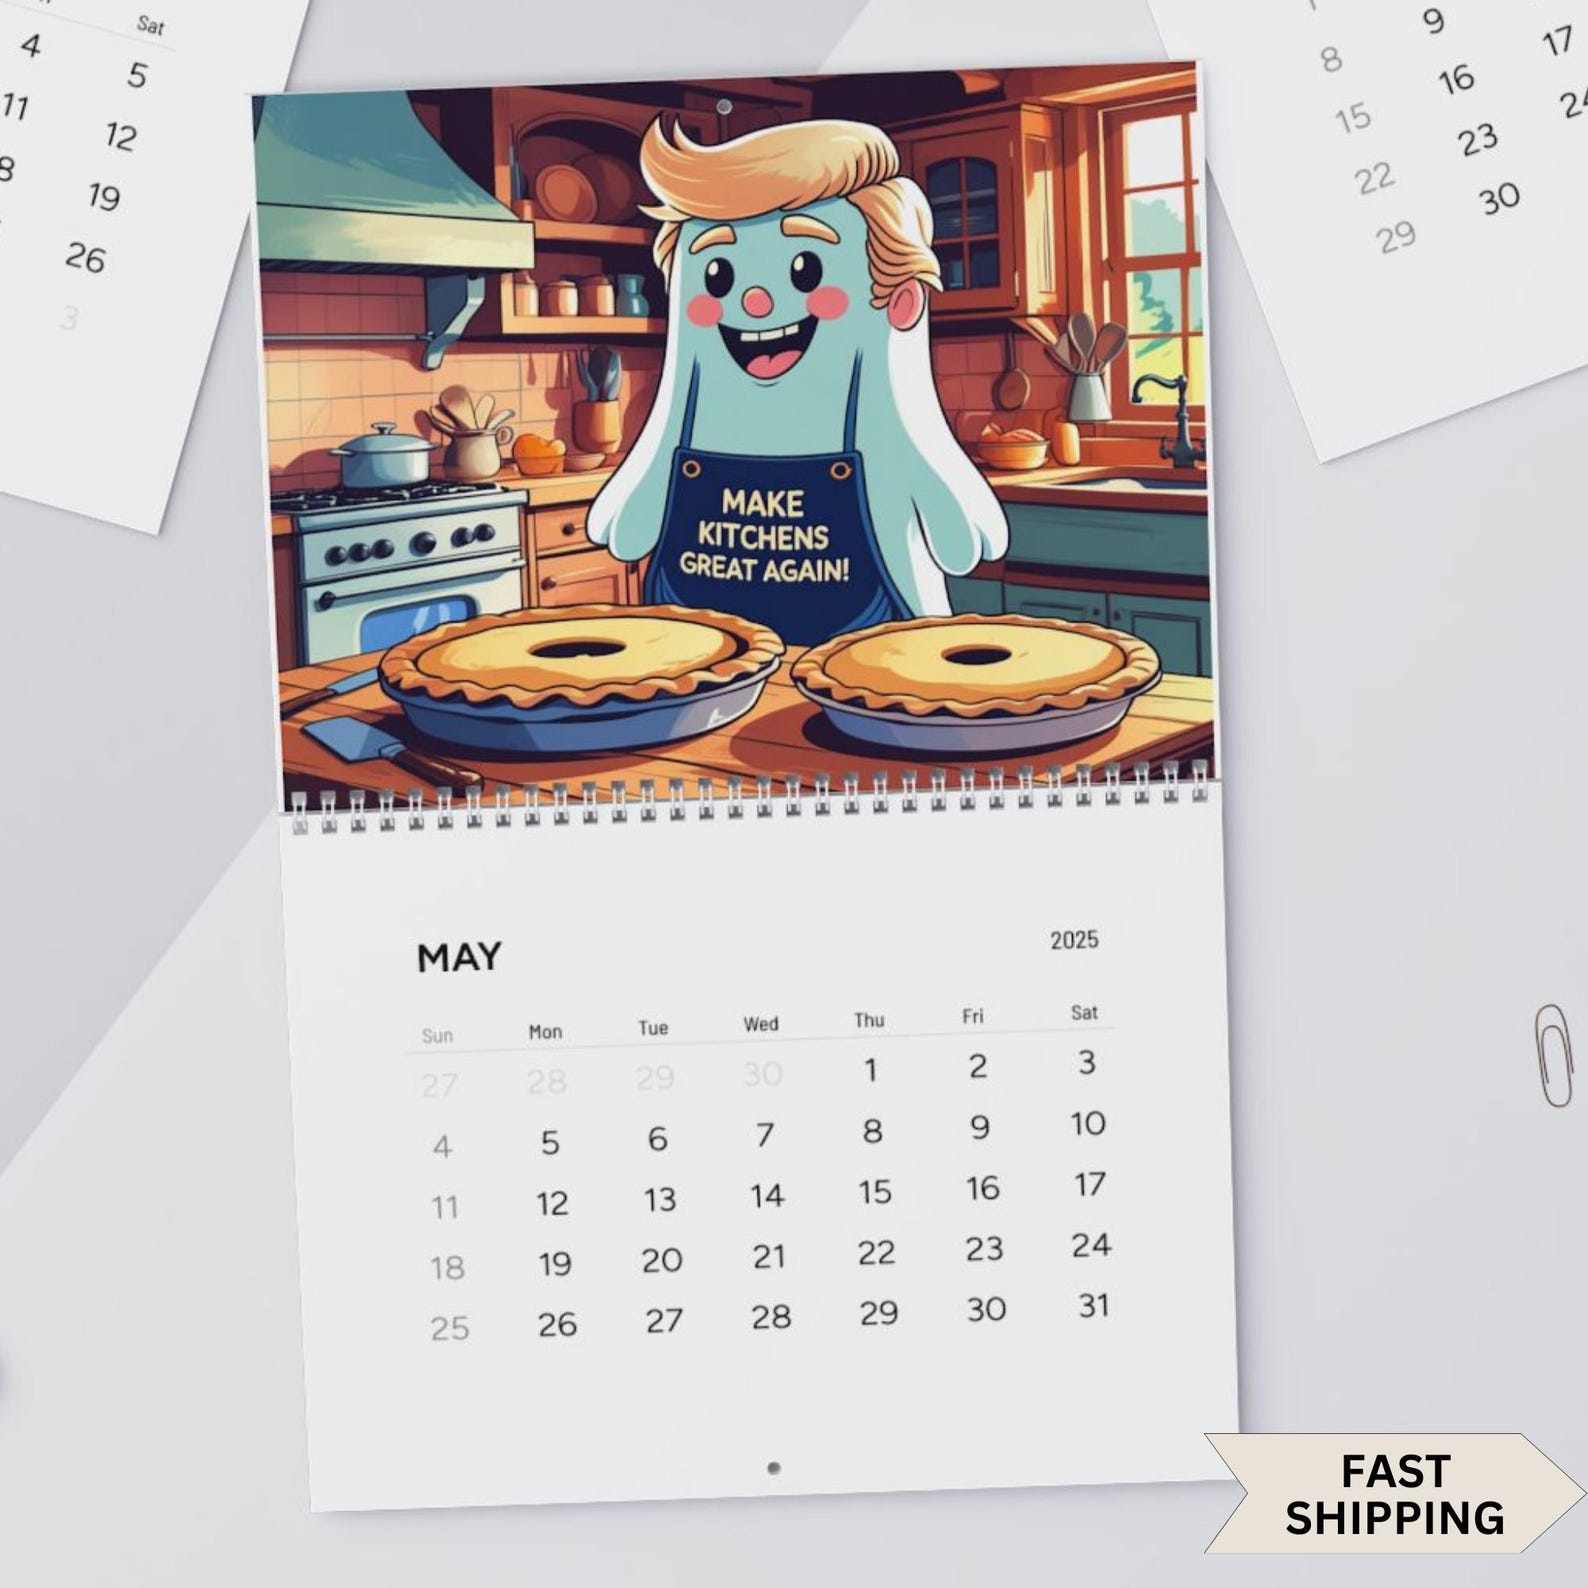 Sat
4 5
11 12
8 19
26
3
9
8 16 17
15 23 24
22 30
29
MAKE
KITCHENS
GREAT AGAIN!
MAY 2025
Sun Mon Tue Wed Thu Fri Sat
27 28 29 30 1 2 3
4 5 6 7 8 9 10
11 12 13 14 15 16 17
18 19 20 21 22 23 24
25 26 27 28 29 30 31
FAST
SHIPPING